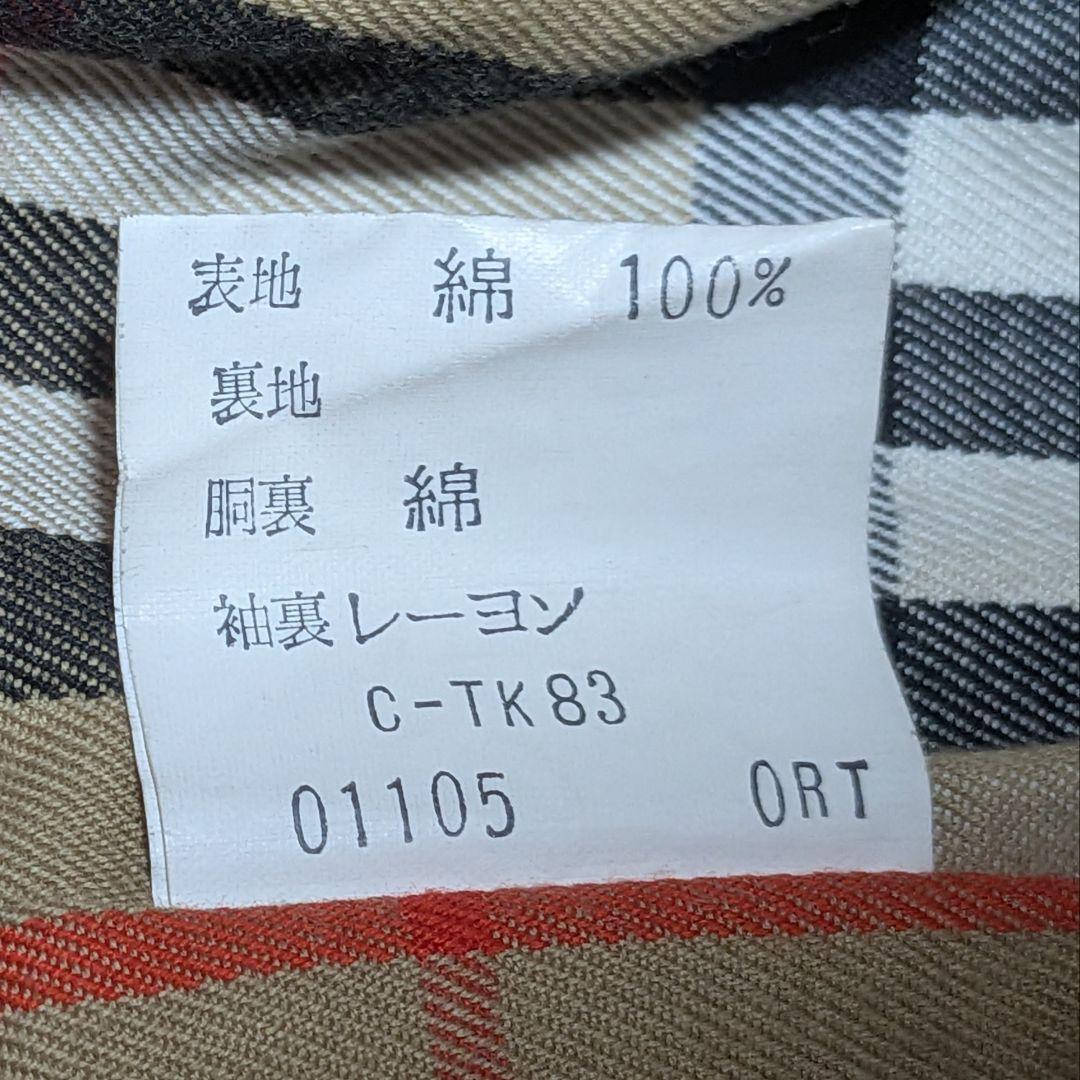 表地 綿 100%
裏地
胴裏 綿
袖裏レーヨン
C-TK83
01105 ORT